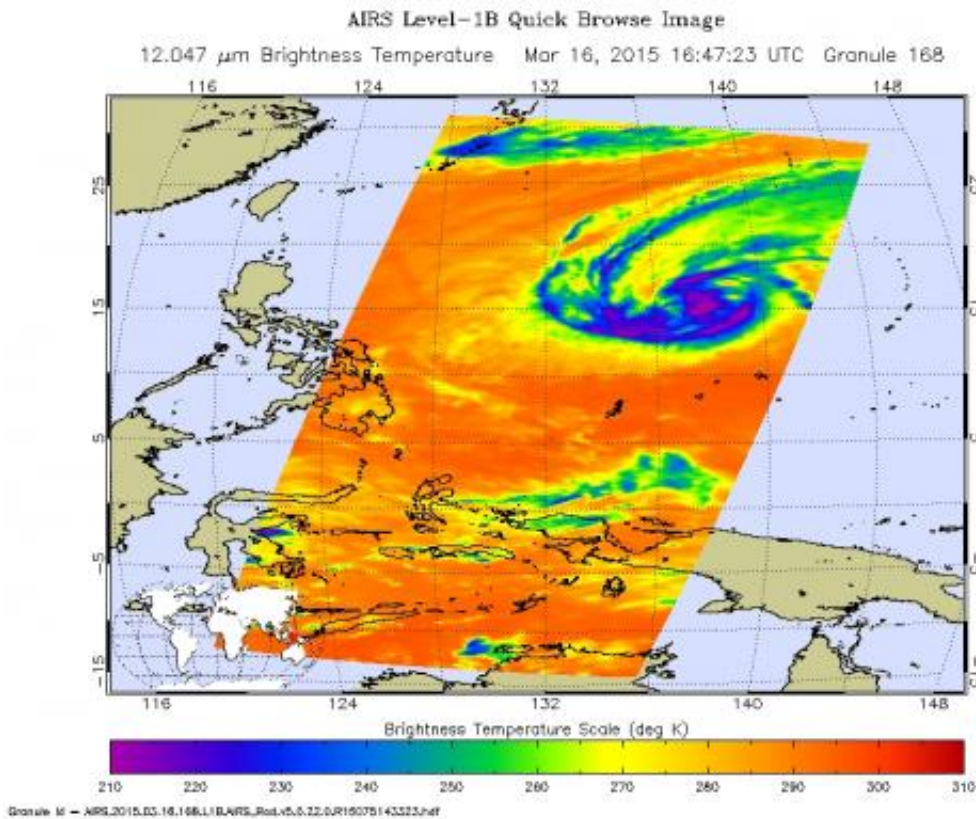 AIRS Level-1B Quick Browse Image
12.047 μm Brightness Temperature Mar 16, 2015 16:47:23 UTC Granule 168
116 124 132 140 148
25
15
5
-5
-15
116 124 132 140 148
Brightness Temperature Scale (deg K)
210 220 230 240 250 260 270 280 290 300 310